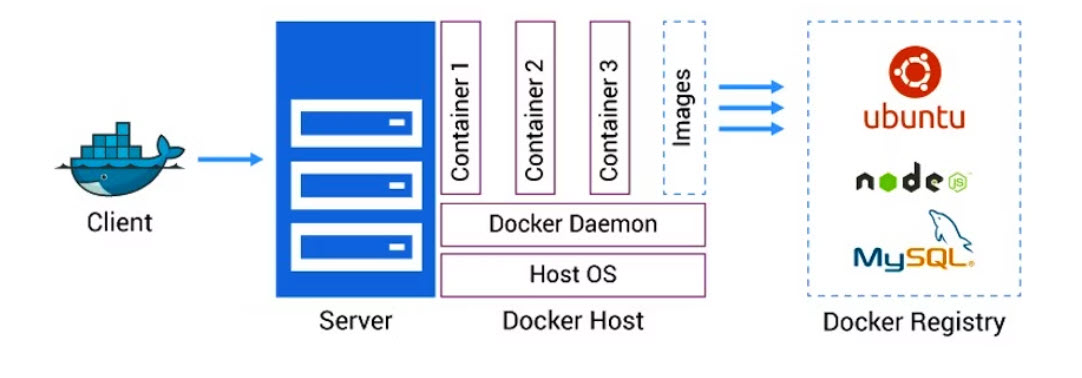 Client
Server
Container 1
Container 2
Container 3
Images
Docker Daemon
Host OS
Docker Host
ubuntu
node
JS
MySQL
Docker Registry